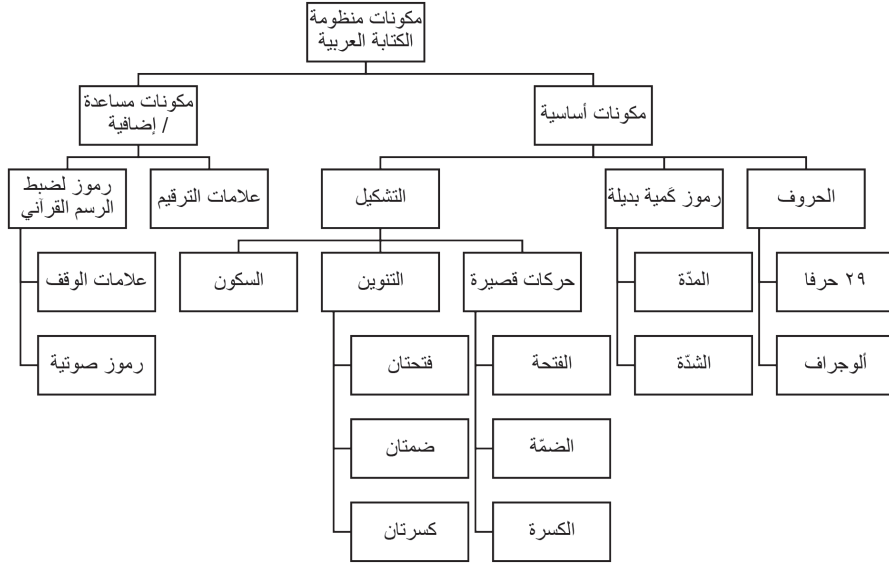 مكونات منظومة
الكتابة العربية
مكونات أساسية
مكونات مساعدة
/ إضافية
الحروف
رموز كَمية بديلة
التشكيل
علامات الترقيم
رموز لضبط
الرسم القرآني
٢٩ حرفا
المدّة
حركات قصيرة
التنوين
السكون
علامات الوقف
ألوجراف
الشدّة
الفتحة
فتحتان
رموز صوتية
الضمّة
ضمتان
الكسرة
كسرتان